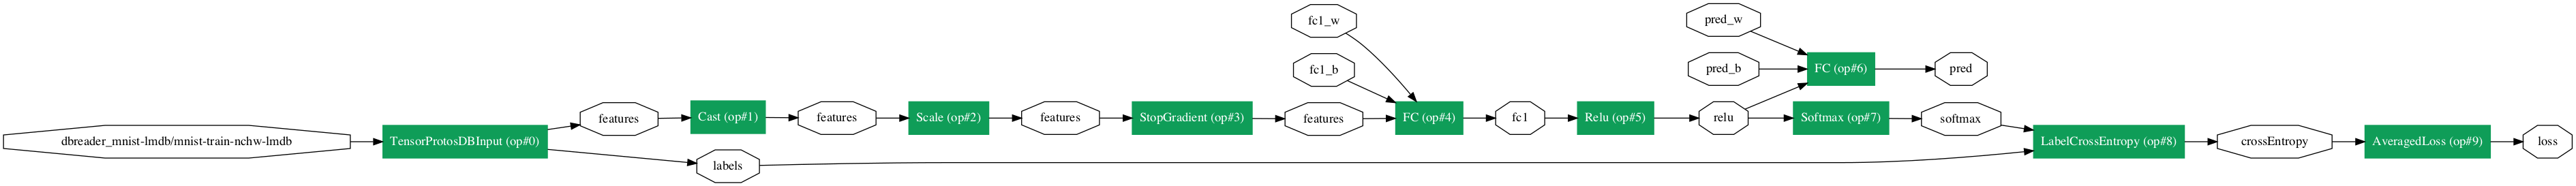 dbreader_mnist-lmdb/mnist-train-nchw-lmdb
TensorProtosDBInput (op#0)
features
labels
Cast (op#1)
features
Scale (op#2)
features
StopGradient (op#3)
fc1_w
fc1_b
features
FC (op#4)
fc1
Relu (op#5)
pred_w
pred_b
relu
FC (op#6)
Softmax (op#7)
pred
softmax
LabelCrossEntropy (op#8)
crossEntropy
AveragedLoss (op#9)
loss